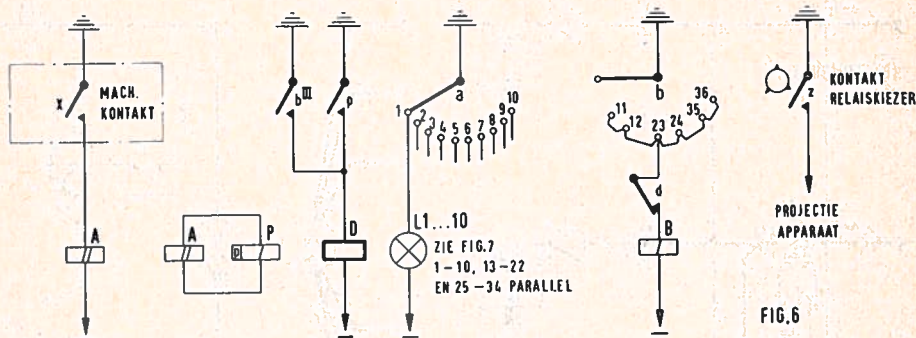 x
MACH.
KONTAKT
A
A
P
p
b III
p
D
a
1
2
3
4
5
6
7
8
9
10
L1...10
ZIE FIG.7
1-10, 13-22
EN 25-34 PARALLEL
b
11
12
23
24
35
36
d
B
z
KONTAKT
RELAISKIEZER
PROJECTIE
APPARAAT
FIG.6